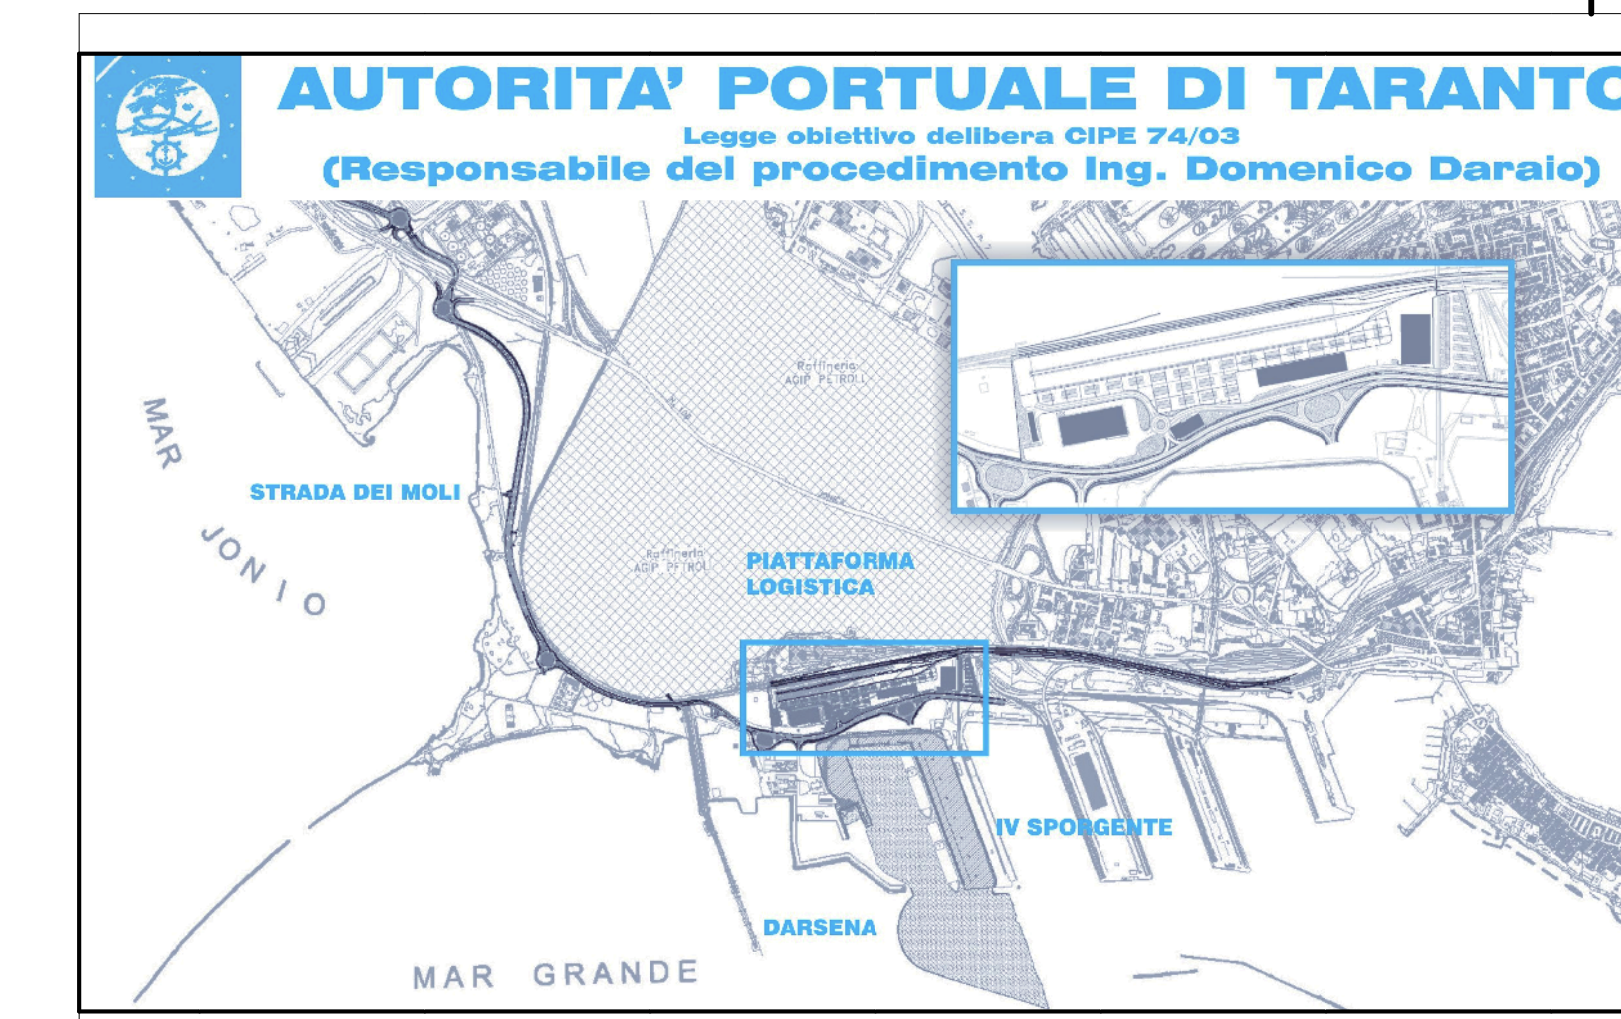 AUTORITA’ PORTUALE DI TARANTO
Legge obiettivo delibera CIPE 74/03
(Responsabile del procedimento Ing. Domenico Daraio)
Raffineria
AGIP PETROLI
MAR
JONIO
STRADA DEI MOLI
Raffineria
AGIP PETROLI
PIATTAFORMA
LOGISTICA
IV SPORGENTE
DARSENA
MAR GRANDE